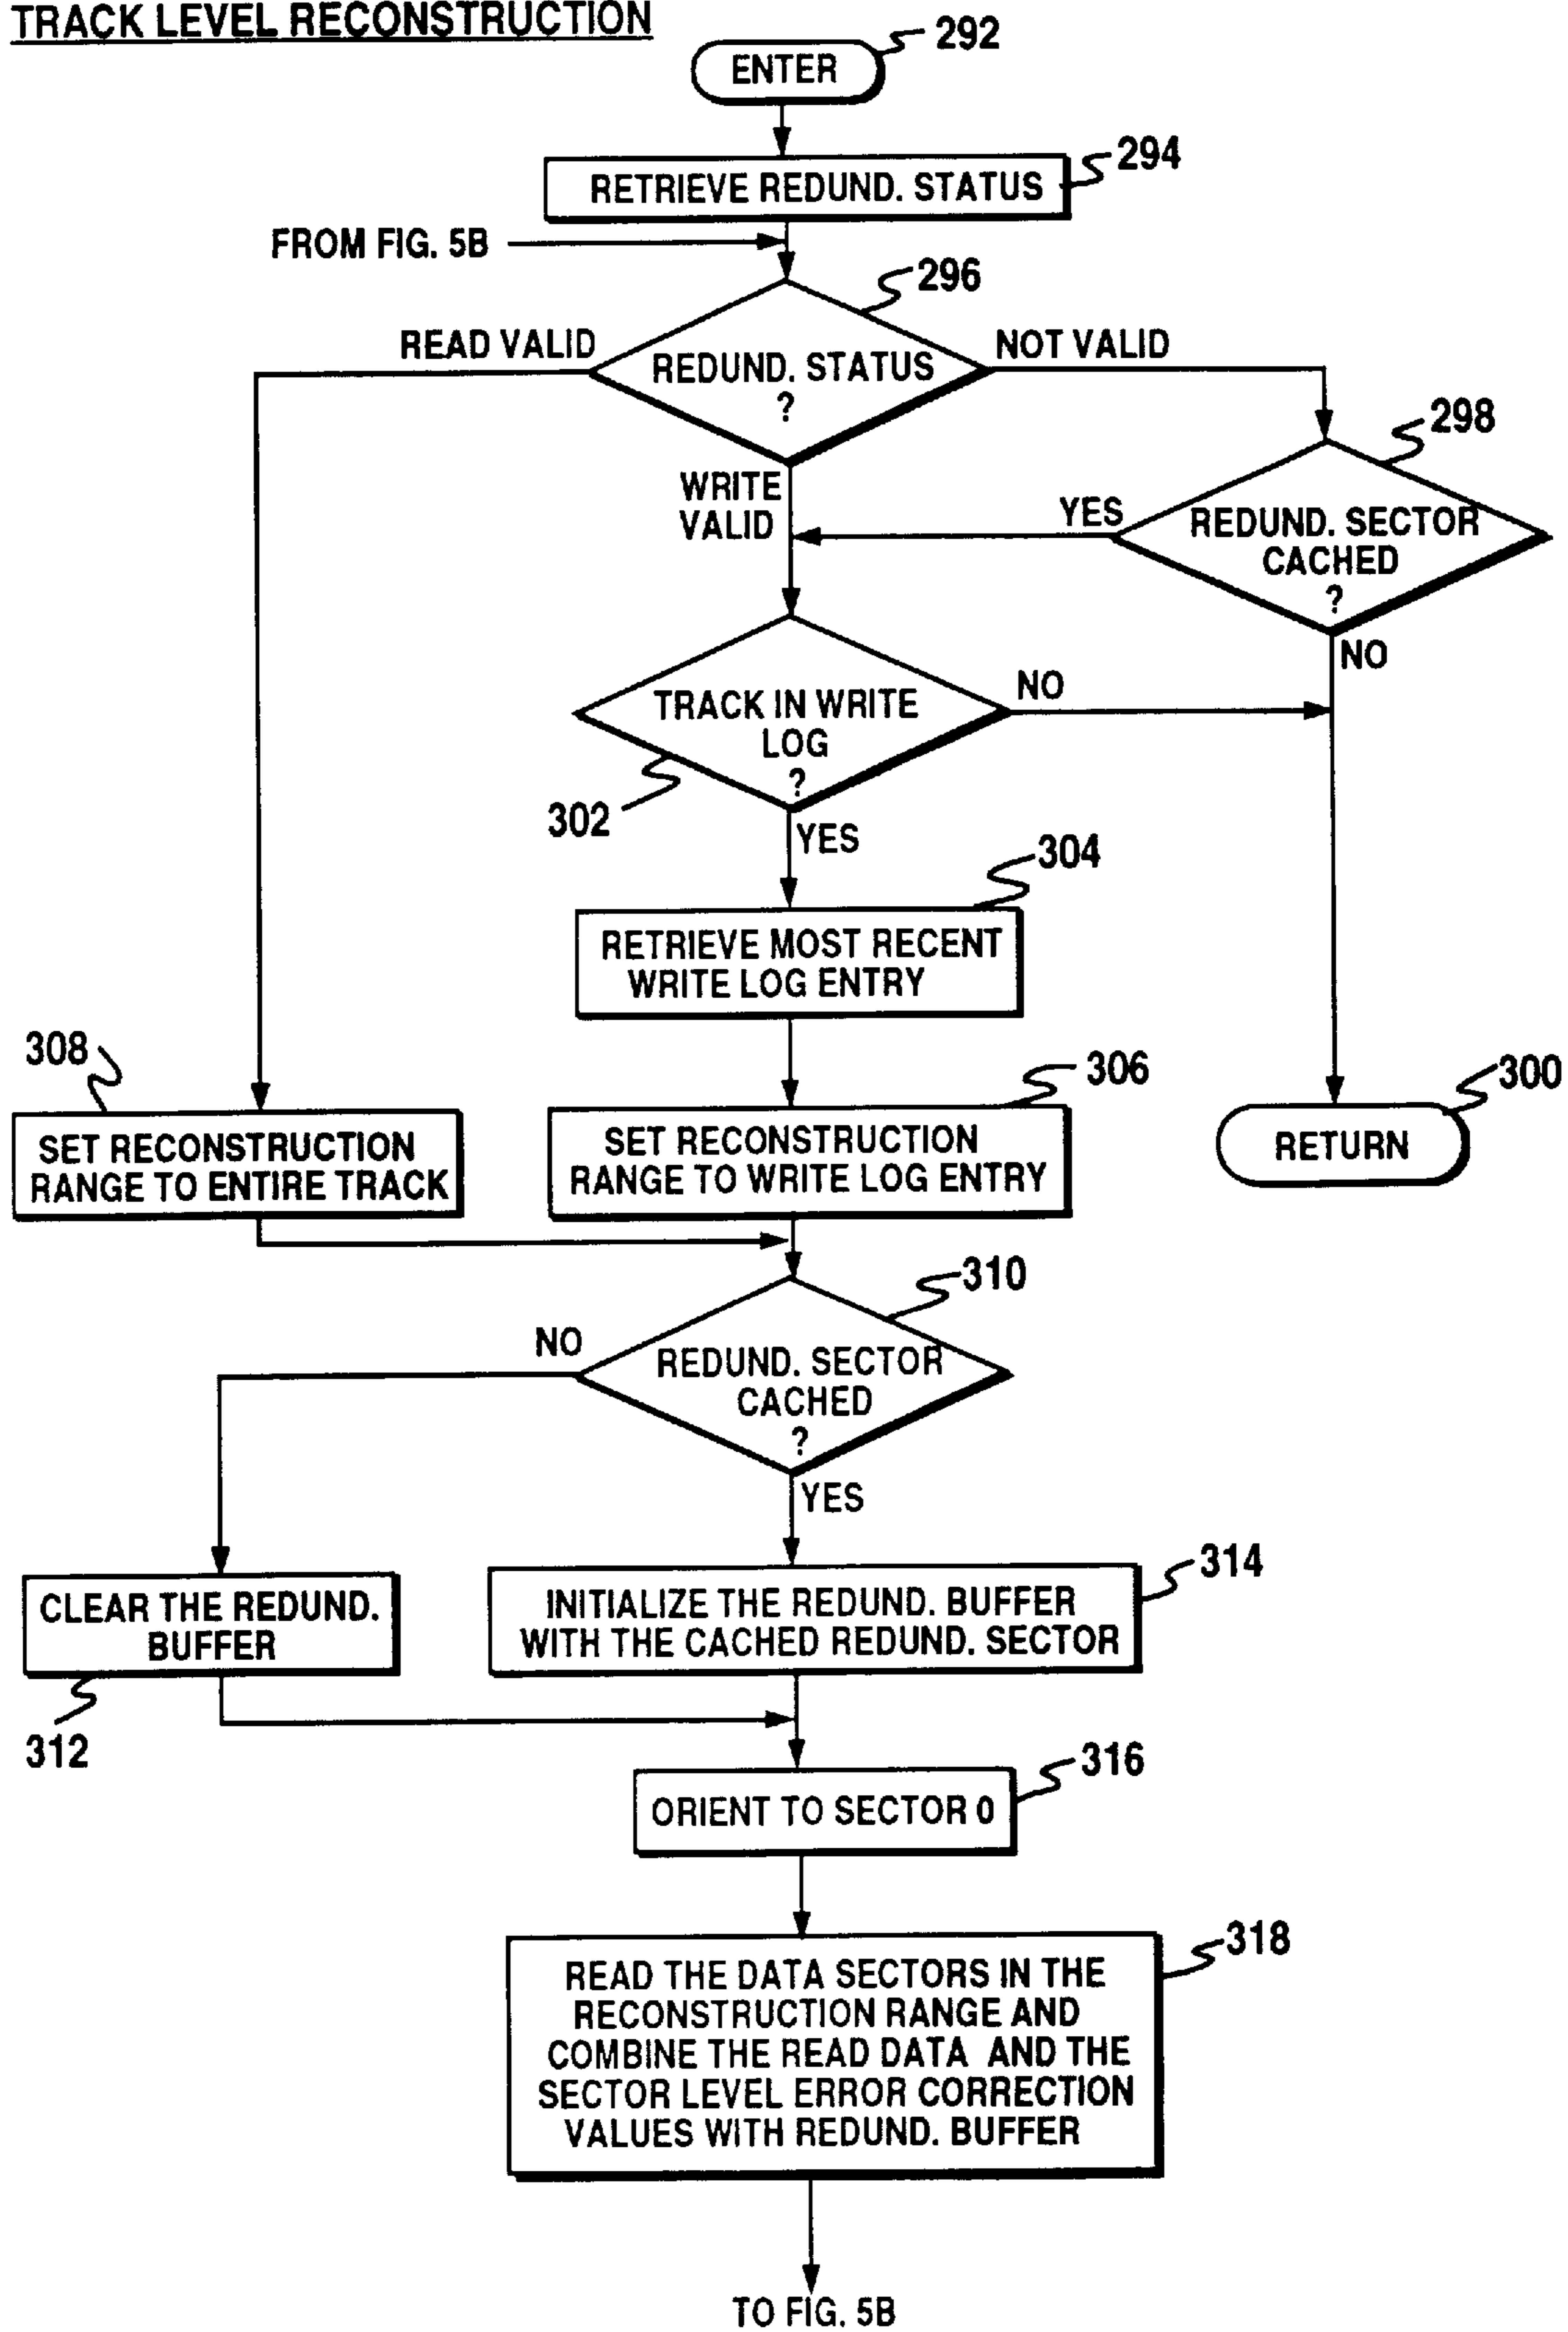 TRACK LEVEL RECONSTRUCTION
ENTER
292
RETRIEVE REDUND. STATUS
294
FROM FIG. 5B
296
READ VALID
REDUND. STATUS
?
NOT VALID
298
WRITE
VALID
YES
REDUND. SECTOR
CACHED
?
NO
TRACK IN WRITE
LOG
?
NO
302
YES
304
RETRIEVE MOST RECENT
WRITE LOG ENTRY
308
306
300
SET RECONSTRUCTION
RANGE TO ENTIRE TRACK
SET RECONSTRUCTION
RANGE TO WRITE LOG ENTRY
RETURN
310
NO
REDUND. SECTOR
CACHED
?
YES
314
CLEAR THE REDUND.
BUFFER
INITIALIZE THE REDUND. BUFFER
WITH THE CACHED REDUND. SECTOR
312
316
ORIENT TO SECTOR 0
318
READ THE DATA SECTORS IN THE
RECONSTRUCTION RANGE AND
COMBINE THE READ DATA AND THE
SECTOR LEVEL ERROR CORRECTION
VALUES WITH REDUND. BUFFER
TO FIG. 5B